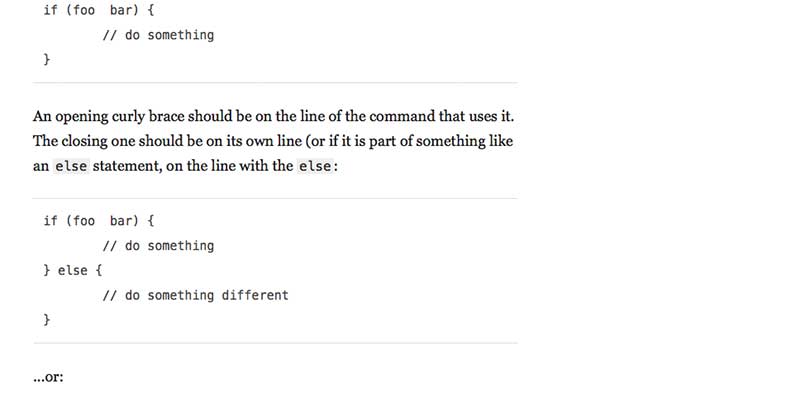 if (foo  bar) {
        // do something
}
An opening curly brace should be on the line of the command that uses it.
The closing one should be on its own line (or if it is part of something like
an else statement, on the line with the else:
if (foo  bar) {
        // do something
} else {
        // do something different
}
...or: